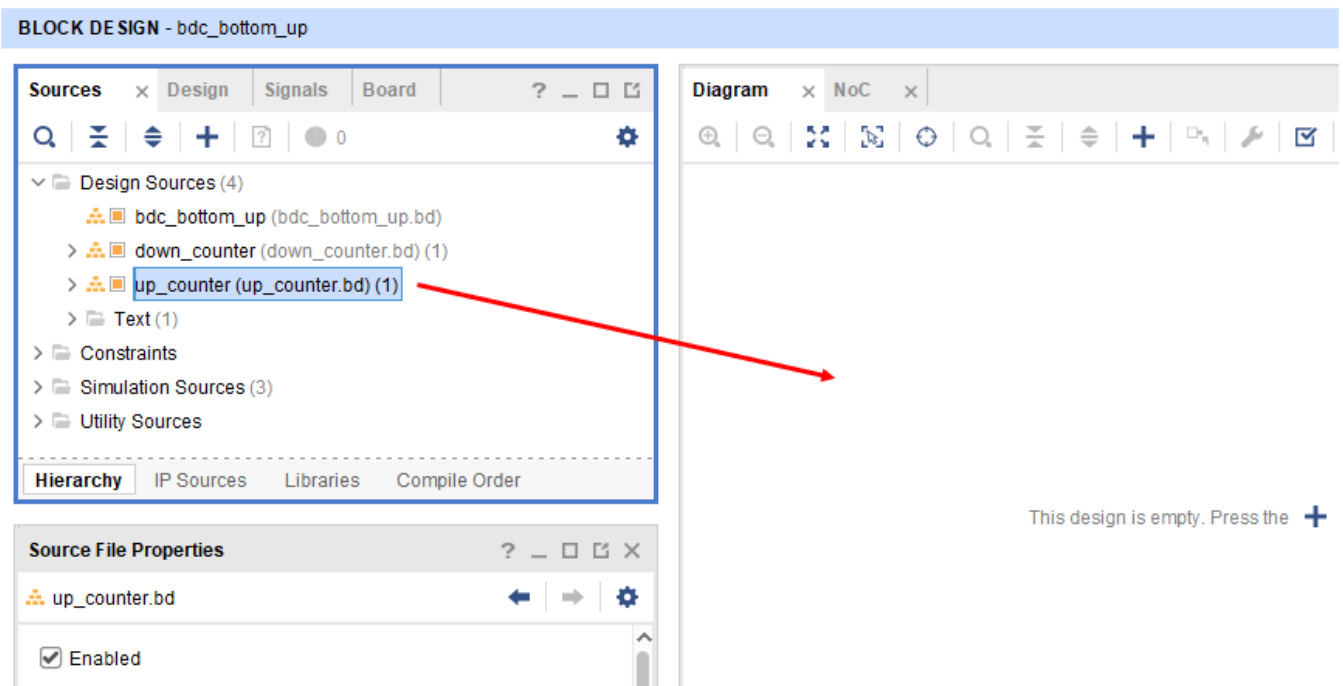 BLOCK DESIGN - bdc_bottom_up
Sources Design Signals Board ?
? 0
Design Sources (4)
bdc_bottom_up (bdc_bottom_up.bd)
down_counter (down_counter.bd) (1)
up_counter (up_counter.bd) (1)
Text (1)
Constraints
Simulation Sources (3)
Utility Sources
Hierarchy IP Sources Libraries Compile Order
Source File Properties ?
up_counter.bd
Enabled
Diagram NoC
This design is empty. Press the